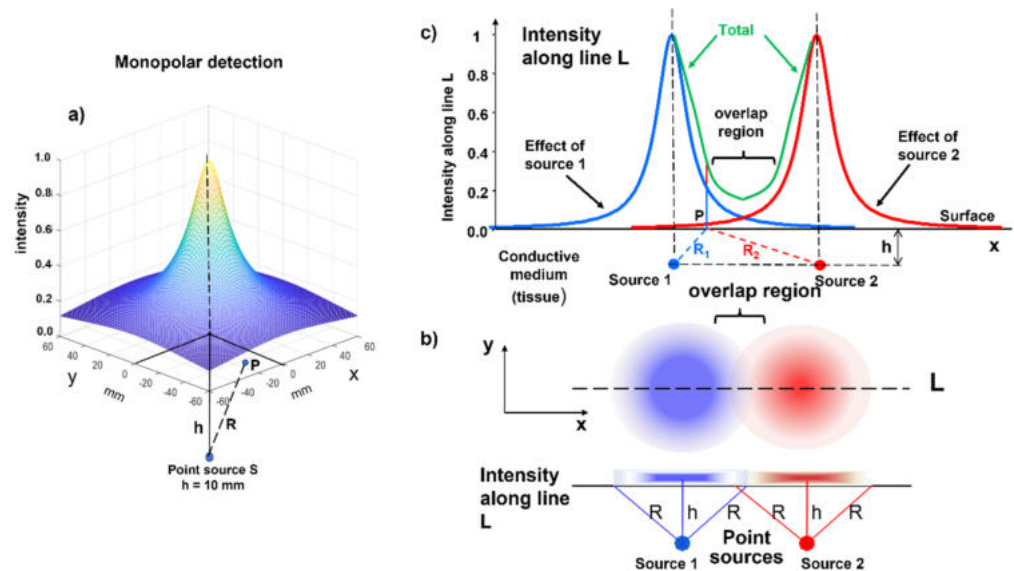 Monopolar detection
a)
intensity
1.0
0.8
0.6
0.4
0.2
0.0
60
40
20
0
-20
-40
-60
y
mm
-60
-40
-20
0
20
40
60
x
mm
P
h
R
Point source S
h = 10 mm
c)
Intensity along line L
1
0.8
0.6
0.4
0.2
0.0
Intensity
along line L
Total
overlap
region
Effect of
source 1
Effect of
source 2
P
Surface
x
R1
R2
h
Conductive
medium
(tissue)
Source 1
Source 2
overlap region
b)
y
x
L
Intensity
along line
L
R
h
R
R
h
R
Point
sources
Source 1
Source 2